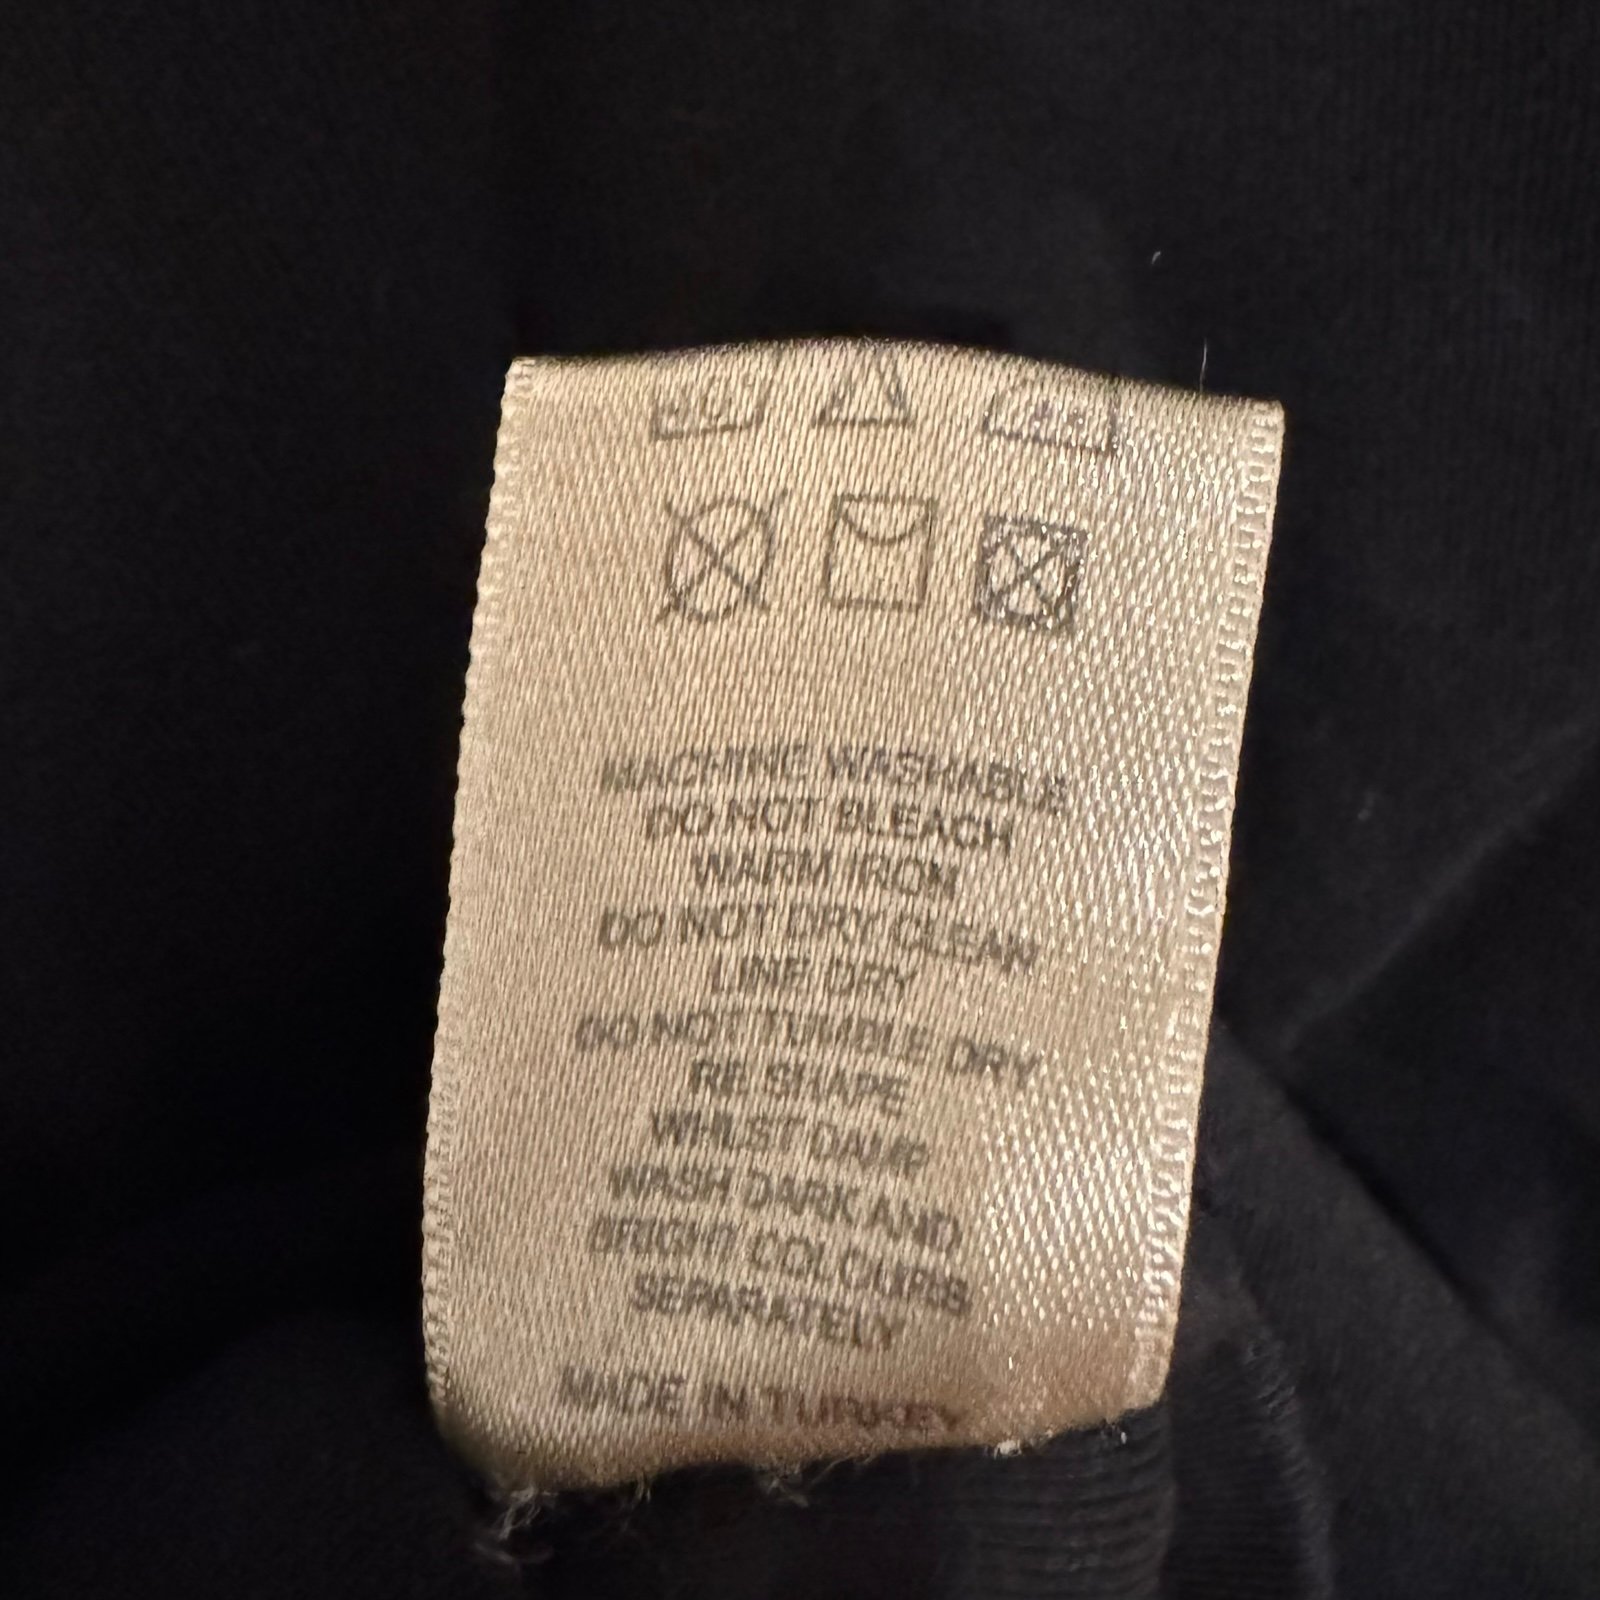 MACHINE WASHABLE
DO NOT BLEACH
WARM IRON
DO NOT DRY CLEAN
LINE DRY
DO NOT TUMBLE DRY
RE SHAPE
WHILST DAMP
WASH DARK AND
BRIGHT COLOURS
SEPARATELY
MADE IN TURKEY